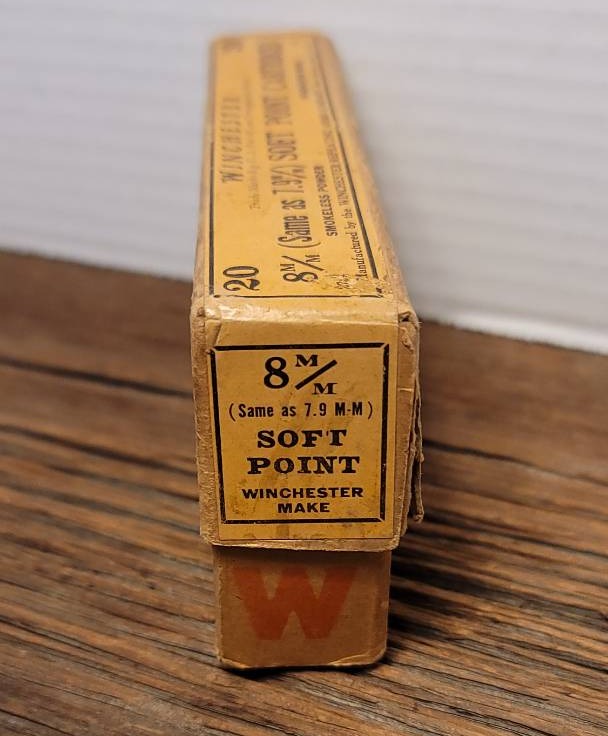 WINCHESTER
20
8 M/M (Same as 7.9 M/M) SOFT POINT CARTRIDGES
SMOKELESS POWDER
Manufactured by the WINCHESTER REPEATING
8 M/M
(Same as 7.9 M-M)
SOFT
POINT
WINCHESTER
MAKE
W